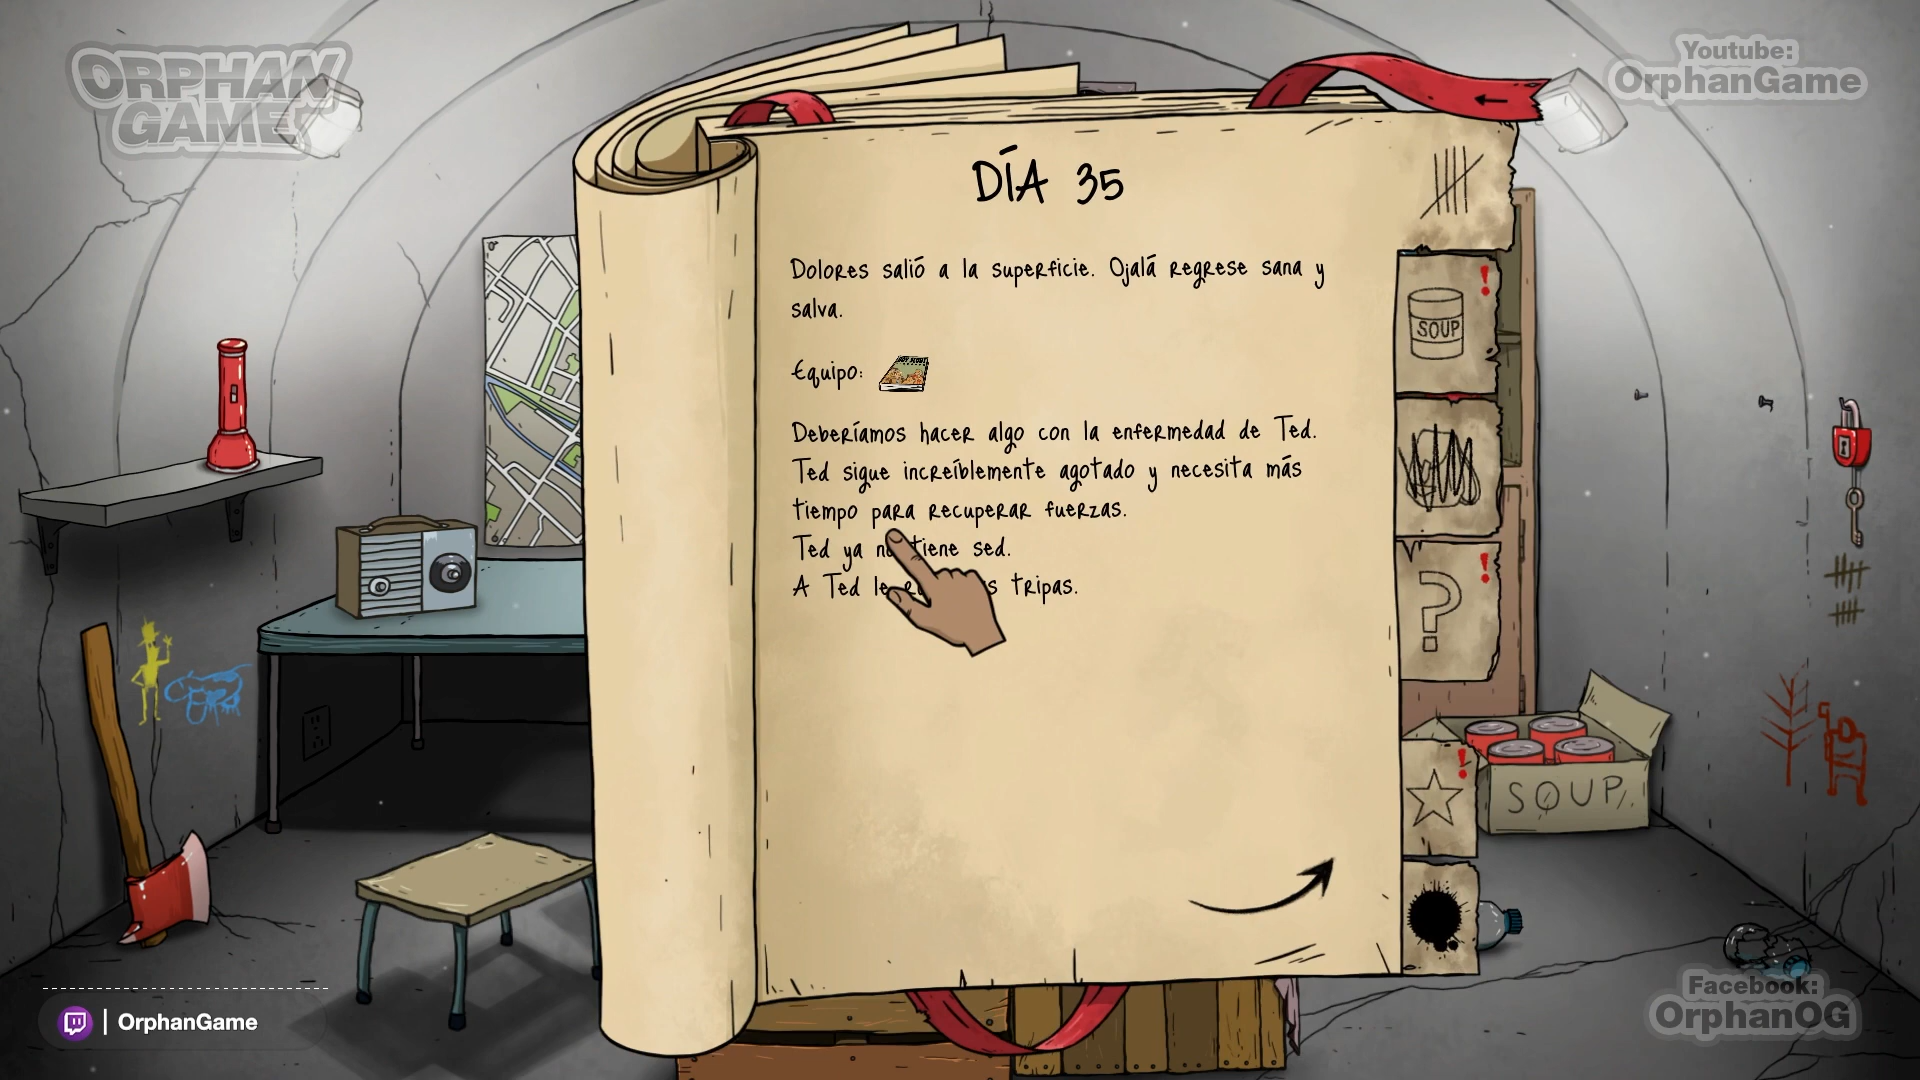 ORPHAN
GAME
Youtube:
OrphanGame
DÍA 35
Dolores salió a la superficie. Ojalá regrese sana y
salva.
Equipo:
Deberíamos hacer algo con la enfermedad de Ted.
Ted sigue increíblemente agotado y necesita más
tiempo para recuperar fuerzas.
Ted ya tiene sed.
A Ted tripas.
SOUP
SOUP
Facebook:
OrphanOG
OrphanGame